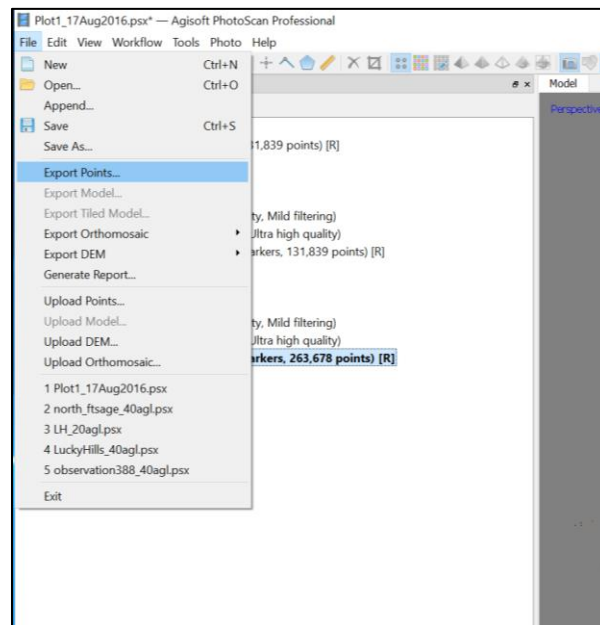 Plot1_17Aug2016.psx* — Agisoft PhotoScan Professional
File Edit View Workflow Tools Photo Help
New Ctrl+N
Open... Ctrl+O
Append...
Save Ctrl+S
Save As...
Export Points...
Export Model...
Export Tiled Model...
Export Orthomosaic
Export DEM
Generate Report...
Upload Points...
Upload Model...
Upload DEM...
Upload Orthomosaic...
1 Plot1_17Aug2016.psx
2 north_ftsage_40agl.psx
3 LH_20agl.psx
4 LuckyHills_40agl.psx
5 observation388_40agl.psx
Exit
1,839 points) [R]
ty, Mild filtering)
Ultra high quality)
arkers, 131,839 points) [R]
ty, Mild filtering)
Ultra high quality)
arkers, 263,678 points) [R]
Model
Perspective